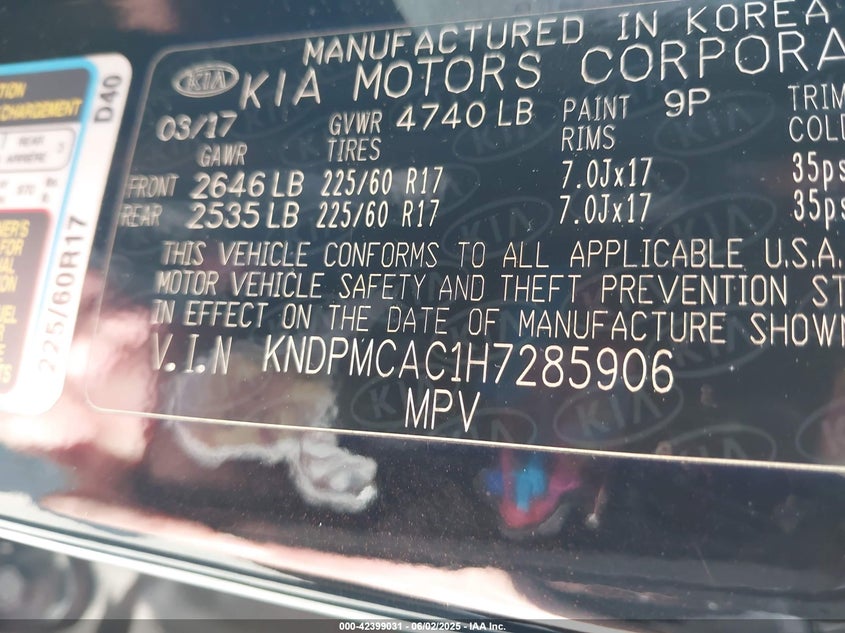 MANUFACTURED IN KOREA
KIA KIA MOTORS CORPORA
03/17 GVWR 4740 LB PAINT 9P TRIM
GAWR TIRES RIMS COLD
FRONT 2646 LB 225/60 R17 7.0Jx17 35ps
REAR 2535 LB 225/60 R17 7.0Jx17 35ps
THIS VEHICLE CONFORMS TO ALL APPLICABLE U.S.A.
MOTOR VEHICLE SAFETY AND THEFT PREVENTION ST
IN EFFECT ON THE DATE OF MANUFACTURE SHOWN
V.I.N KNDPMCAC1H7285906
MPV
D40
225/60R17
CHARGEMENT
REAR
000-42399031 - 06/02/2025 - IAA Inc.